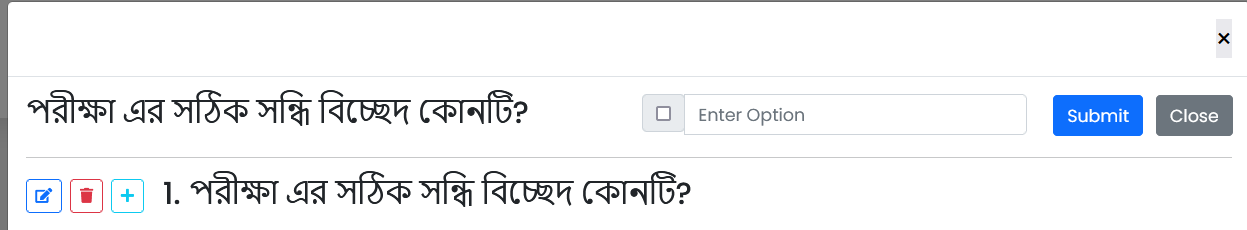 ×
পরীক্ষা এর সঠিক সন্ধি বিচ্ছেদ কোনটি? Enter Option Submit Close
1. পরীক্ষা এর সঠিক সন্ধি বিচ্ছেদ কোনটি?